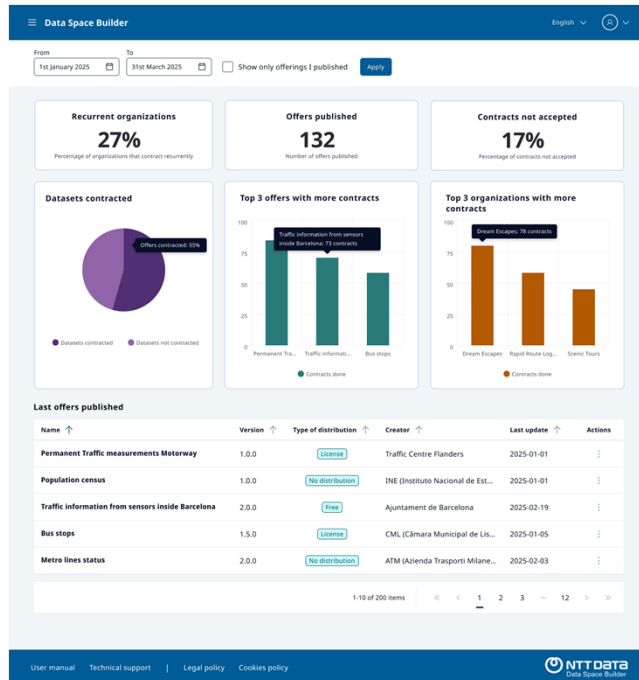 Data Space Builder
English
From
To
1st January 2025
31st March 2025
Show only offerings I published
Apply
Recurrent organizations
27%
Percentage of organizations that contract recurrently
Offers published
132
Number of offers published
Contracts not accepted
17%
Percentage of contracts not accepted
Datasets contracted
Offers contracted: 55%
Datasets contracted
Datasets not contracted
Top 3 offers with more contracts
100
75
50
25
0
Traffic information from sensors
inside Barcelona: 73 contracts
Permanent Tra...
Traffic informati...
Bus stops
Contracts done
Top 3 organizations with more
contracts
100
75
50
25
0
Dream Escapes: 78 contracts
Dream Escapes
Rapid Route Log...
Scenic Tours
Contracts done
Last offers published
Name Version Type of distribution Creator Last update Actions
Permanent Traffic measurements Motorway 1.0.0 License Traffic Centre Flanders 2025-01-01
Population census 1.0.0 No distribution INE (Instituto Nacional de Est... 2025-01-01
Traffic information from sensors inside Barcelona 2.0.0 Free Ajuntament de Barcelona 2025-02-19
Bus stops 1.5.0 License CML (Câmara Municipal de Lis... 2025-01-05
Metro lines status 2.0.0 No distribution ATM (Azienda Trasporti Milane... 2025-02-03
1-10 of 200 items « < 1 2 3 ... 12 > »
User manual Technical support | Legal policy Cookies policy
NTT DATA
Data Space Builder